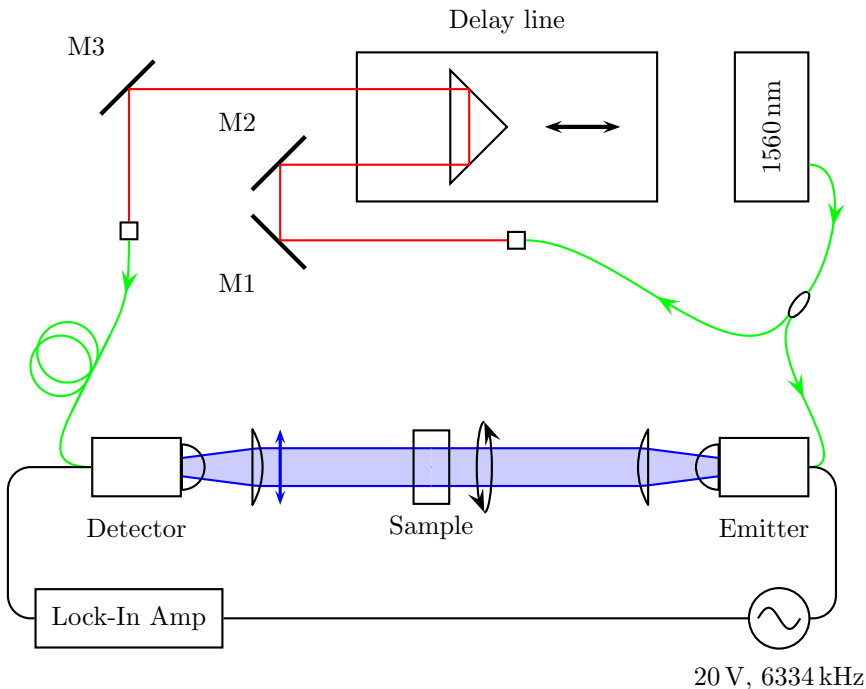 Delay line
M3
M2
1560 nm
M1
Detector
Sample
Emitter
Lock-In Amp
20 V, 6334 kHz